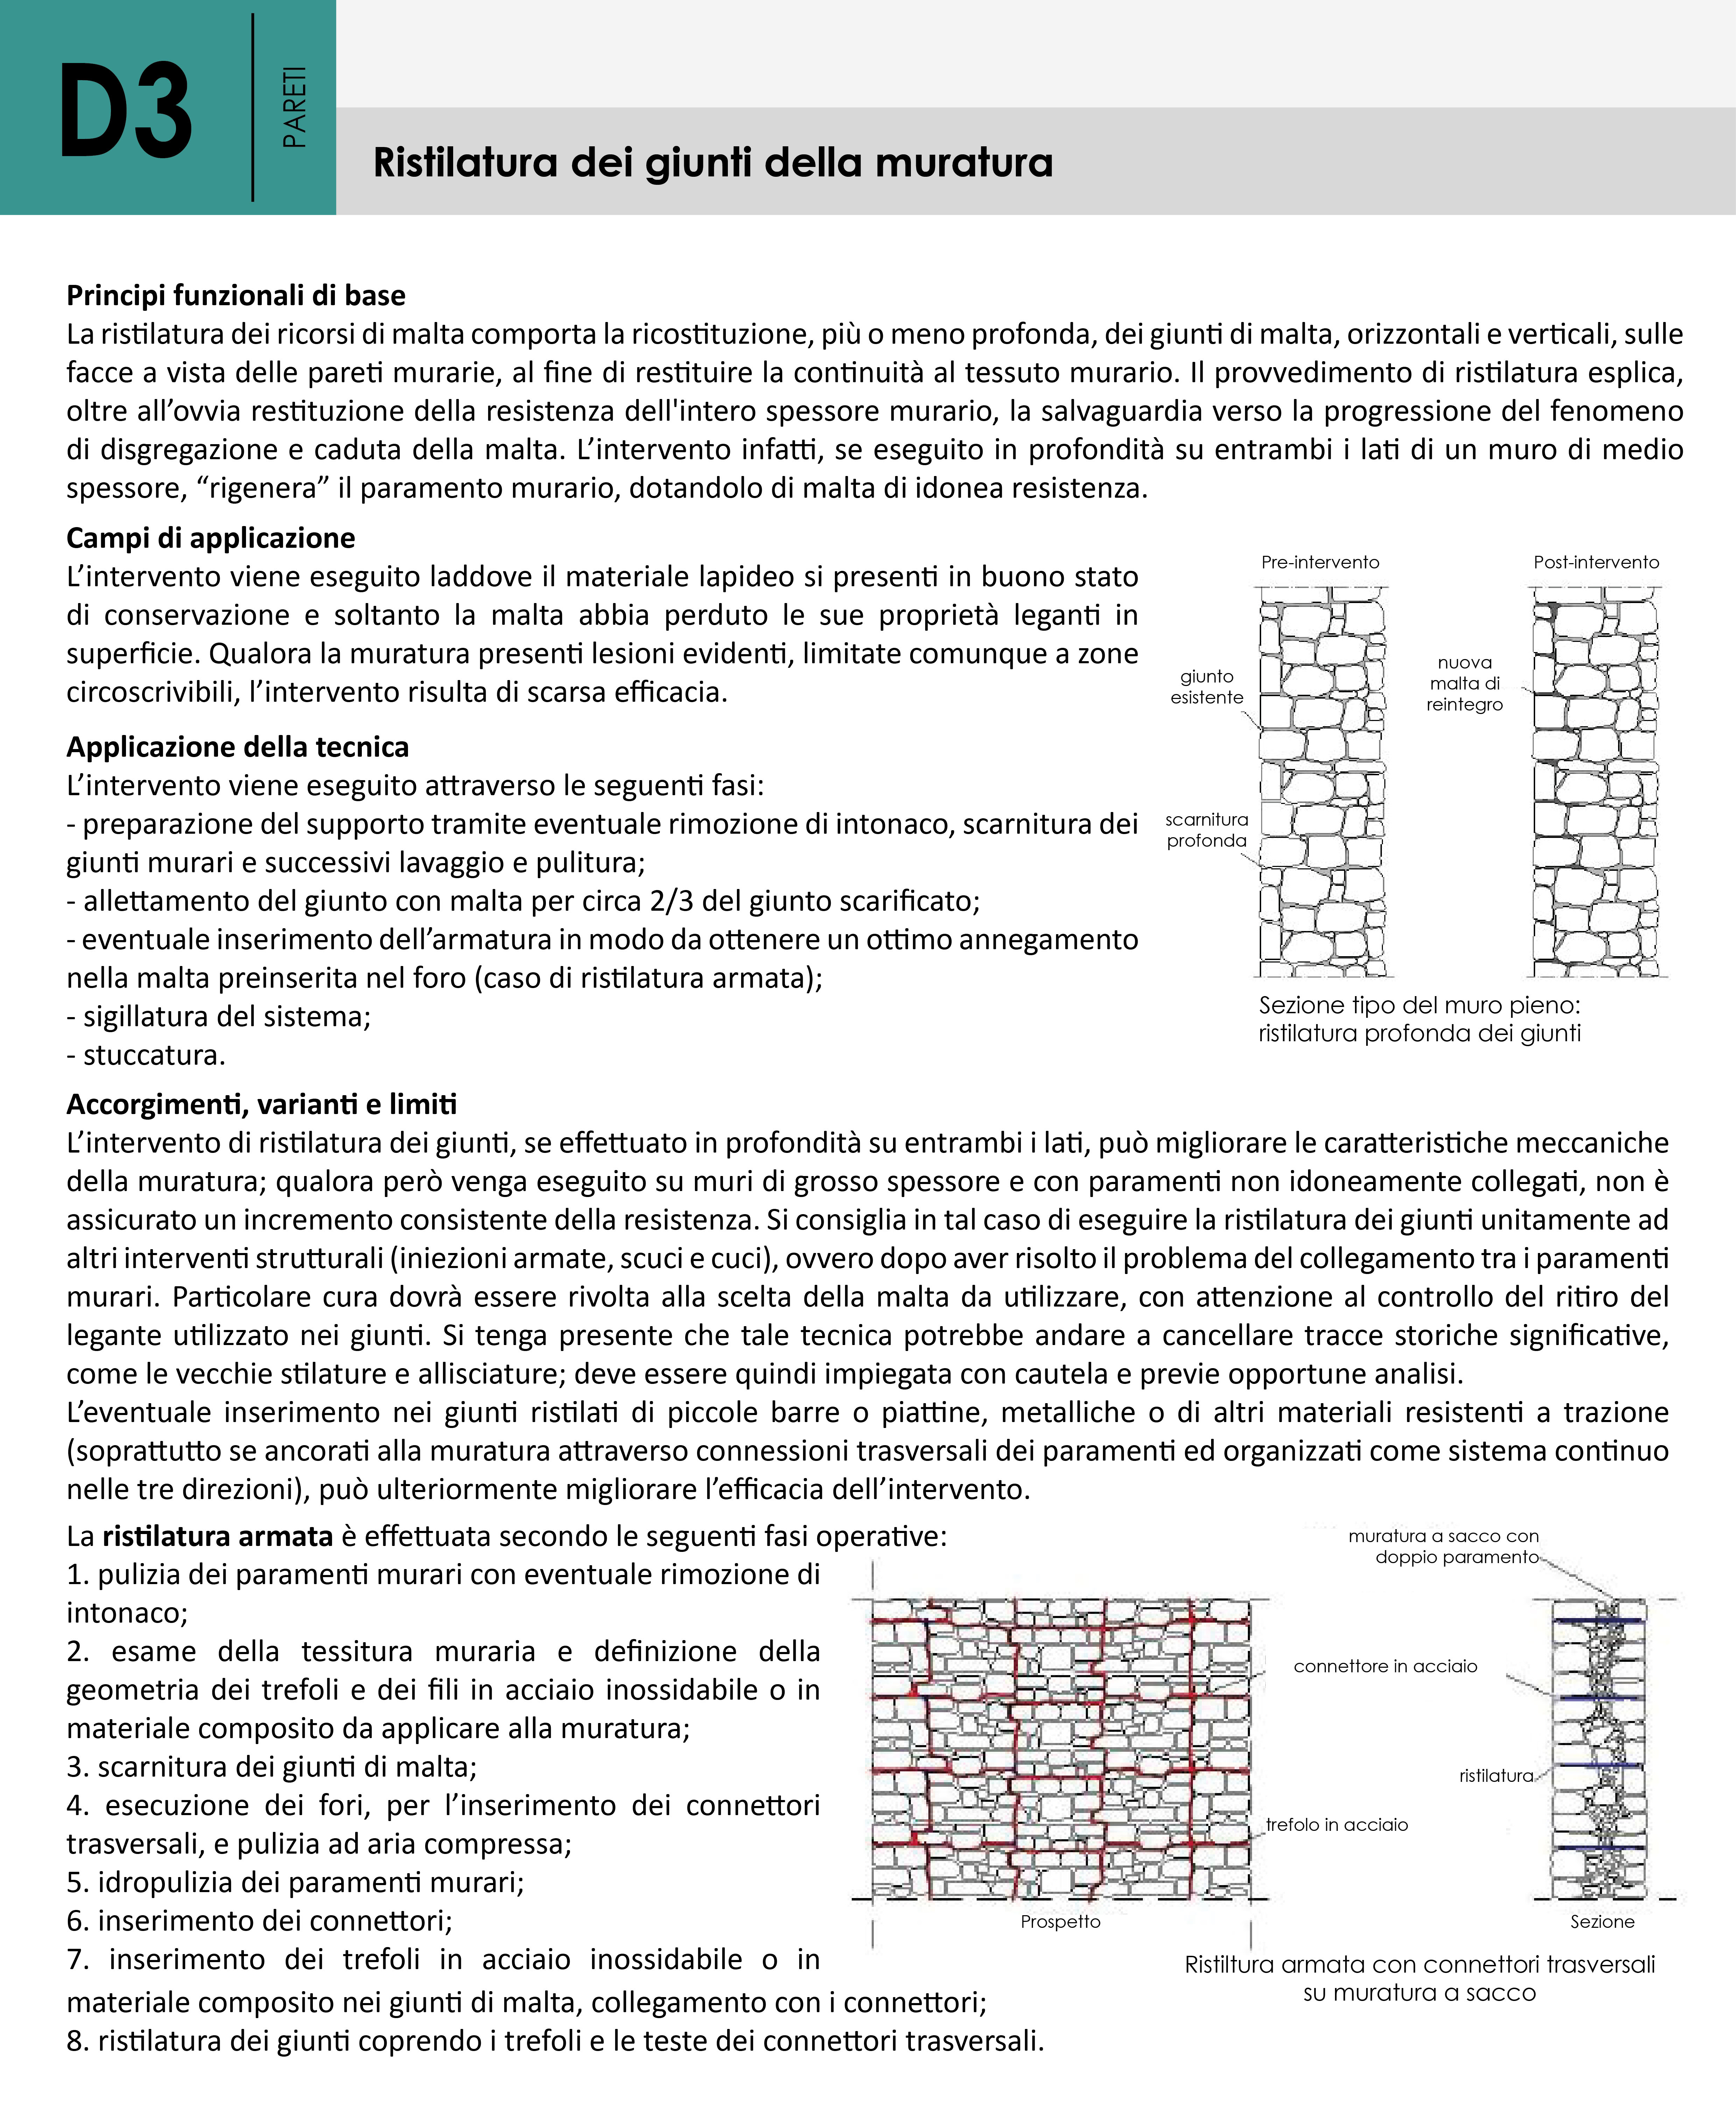 D3
PARETI
Ristilatura dei giunti della muratura
Principi funzionali di base
La ristilatura dei ricorsi di malta comporta la ricostituzione, più o meno profonda, dei giunti di malta, orizzontali e verticali, sulle
facce a vista delle pareti murarie, al fine di restituire la continuità al tessuto murario. Il provvedimento di ristilatura esplica,
oltre all’ovvia restituzione della resistenza dell'intero spessore murario, la salvaguardia verso la progressione del fenomeno
di disgregazione e caduta della malta. L’intervento infatti, se eseguito in profondità su entrambi i lati di un muro di medio
spessore, “rigenera” il paramento murario, dotandolo di malta di idonea resistenza.
Campi di applicazione
L’intervento viene eseguito laddove il materiale lapideo si presenti in buono stato
di conservazione e soltanto la malta abbia perduto le sue proprietà leganti in
superficie. Qualora la muratura presenti lesioni evidenti, limitate comunque a zone
circoscrivibili, l’intervento risulta di scarsa efficacia.
Applicazione della tecnica
L’intervento viene eseguito attraverso le seguenti fasi:
- preparazione del supporto tramite eventuale rimozione di intonaco, scarnitura dei
giunti murari e successivi lavaggio e pulitura;
- allettamento del giunto con malta per circa 2/3 del giunto scarificato;
- eventuale inserimento dell’armatura in modo da ottenere un ottimo annegamento
nella malta preinserita nel foro (caso di ristilatura armata);
- sigillatura del sistema;
- stuccatura.
Pre-intervento
Post-intervento
giunto
esistente
nuova
malta di
reintegro
scarnitura
profonda
Sezione tipo del muro pieno:
ristilatura profonda dei giunti
Accorgimenti, varianti e limiti
L’intervento di ristilatura dei giunti, se effettuato in profondità su entrambi i lati, può migliorare le caratteristiche meccaniche
della muratura; qualora però venga eseguito su muri di grosso spessore e con paramenti non idoneamente collegati, non è
assicurato un incremento consistente della resistenza. Si consiglia in tal caso di eseguire la ristilatura dei giunti unitamente ad
altri interventi strutturali (iniezioni armate, scuci e cuci), ovvero dopo aver risolto il problema del collegamento tra i paramenti
murari. Particolare cura dovrà essere rivolta alla scelta della malta da utilizzare, con attenzione al controllo del ritiro del
legante utilizzato nei giunti. Si tenga presente che tale tecnica potrebbe andare a cancellare tracce storiche significative,
come le vecchie stilature e allisciature; deve essere quindi impiegata con cautela e previe opportune analisi.
L’eventuale inserimento nei giunti ristilati di piccole barre o piattine, metalliche o di altri materiali resistenti a trazione
(soprattutto se ancorati alla muratura attraverso connessioni trasversali dei paramenti ed organizzati come sistema continuo
nelle tre direzioni), può ulteriormente migliorare l’efficacia dell’intervento.
La ristilatura armata è effettuata secondo le seguenti fasi operative:
1. pulizia dei paramenti murari con eventuale rimozione di
intonaco;
2. esame della tessitura muraria e definizione della
geometria dei trefoli e dei fili in acciaio inossidabile o in
materiale composito da applicare alla muratura;
3. scarnitura dei giunti di malta;
4. esecuzione dei fori, per l’inserimento dei connettori
trasversali, e pulizia ad aria compressa;
5. idropulizia dei paramenti murari;
6. inserimento dei connettori;
7. inserimento dei trefoli in acciaio inossidabile o in
materiale composito nei giunti di malta, collegamento con i connettori;
8. ristilatura dei giunti coprendo i trefoli e le teste dei connettori trasversali.
muratura a sacco con
doppio paramento
connettore in acciaio
ristilatura
trefolo in acciaio
Prospetto
Sezione
Ristiltura armata con connettori trasversali
su muratura a sacco